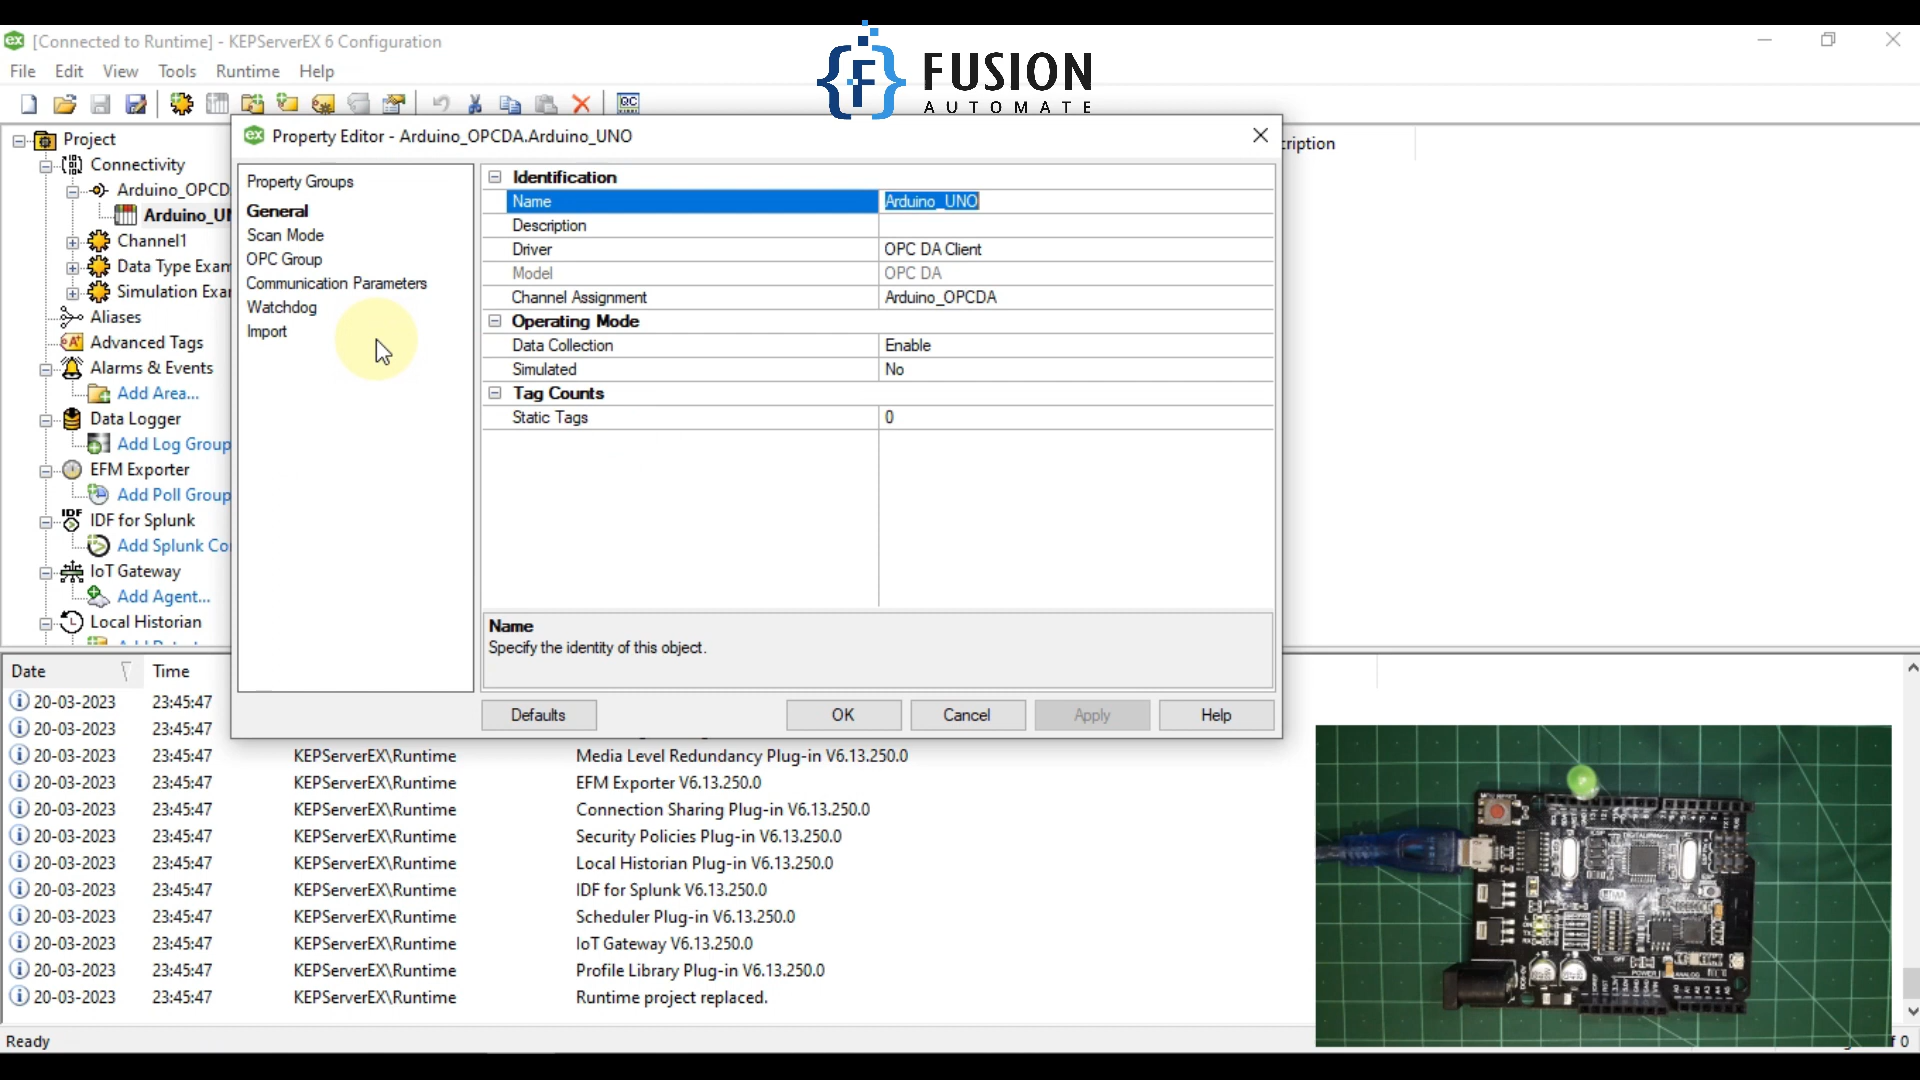 [Connected to Runtime] - KEPServerEX 6 Configuration
FUSION
AUTOMATE
File Edit View Tools Runtime Help
QC
Project
Connectivity
Arduino_OPCD
Arduino_UN
Channel1
Data Type Exam
Simulation Exa
Aliases
Advanced Tags
Alarms & Events
Add Area...
Data Logger
Add Log Group
EFM Exporter
Add Poll Group
IDF for Splunk
Add Splunk Co
IoT Gateway
Add Agent...
Local Historian
Property Editor - Arduino_OPCDA.Arduino_UNO
cription
Property Groups
General
Scan Mode
OPC Group
Communication Parameters
Watchdog
Import
Identification
Name Arduino_UNO
Description
Driver OPC DA Client
Model OPC DA
Channel Assignment Arduino_OPCDA
Operating Mode
Data Collection Enable
Simulated No
Tag Counts
Static Tags 0
Name
Specify the identity of this object.
Defaults OK Cancel Apply Help
Date Time
20-03-2023 23:45:47
20-03-2023 23:45:47
20-03-2023 23:45:47 KEPServerEX\Runtime Media Level Redundancy Plug-in V6.13.250.0
20-03-2023 23:45:47 KEPServerEX\Runtime EFM Exporter V6.13.250.0
20-03-2023 23:45:47 KEPServerEX\Runtime Connection Sharing Plug-in V6.13.250.0
20-03-2023 23:45:47 KEPServerEX\Runtime Security Policies Plug-in V6.13.250.0
20-03-2023 23:45:47 KEPServerEX\Runtime Local Historian Plug-in V6.13.250.0
20-03-2023 23:45:47 KEPServerEX\Runtime IDF for Splunk V6.13.250.0
20-03-2023 23:45:47 KEPServerEX\Runtime Scheduler Plug-in V6.13.250.0
20-03-2023 23:45:47 KEPServerEX\Runtime IoT Gateway V6.13.250.0
20-03-2023 23:45:47 KEPServerEX\Runtime Profile Library Plug-in V6.13.250.0
20-03-2023 23:45:47 KEPServerEX\Runtime Runtime project replaced.
Ready
f 0
POWER
ANALOG